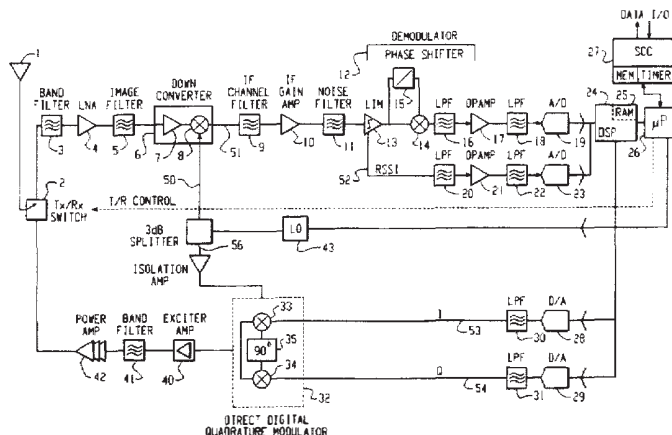 DATA I/O
27
SCC
MEM TIMER
DEMODULATOR
PHASE SHIFTER
12
15
1
BAND FILTER
LNA
IMAGE FILTER
DOWN CONVERTER
IF CHANNEL FILTER
IF GAIN AMP
NOISE FILTER
LIM
LPF
OPAMP
LPF
A/D
24
25
RAM
DSP
µP
26
3
4
5
6
7
8
51
9
10
11
13
14
16
17
18
19
52
RSSI
LPF
OPAMP
LPF
A/D
20
21
22
23
50
2
Tx/Rx SWITCH
T/R CONTROL
3dB SPLITTER
56
LO
43
ISOLATION AMP
33
I
53
LPF
D/A
30
28
90°
35
34
Q
54
LPF
D/A
31
29
32
POWER AMP
BAND FILTER
EXCITER AMP
42
41
40
DIRECT DIGITAL
QUADRATURE MODULATOR